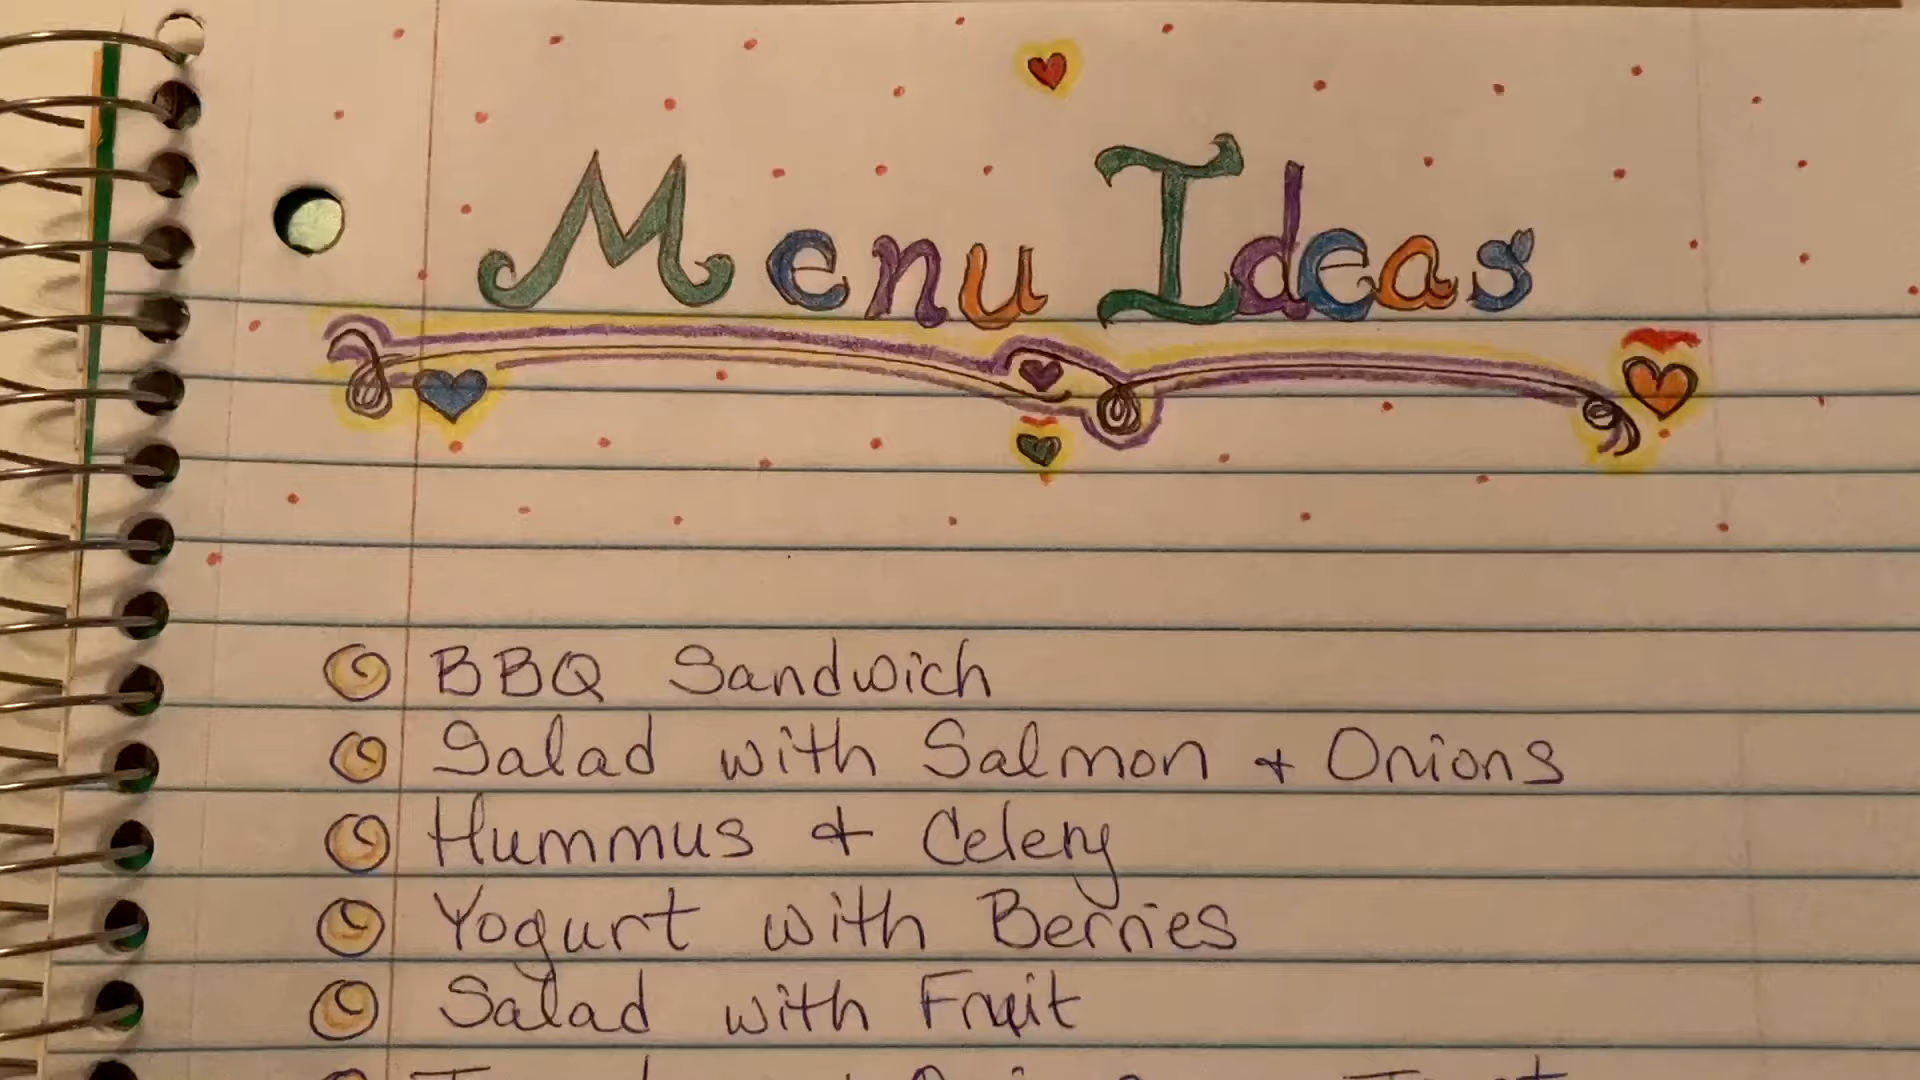 Menu Ideas
BBQ Sandwich
Salad with Salmon + Onions
Hummus + Celery
Yogurt with Berries
Salad with Fruit